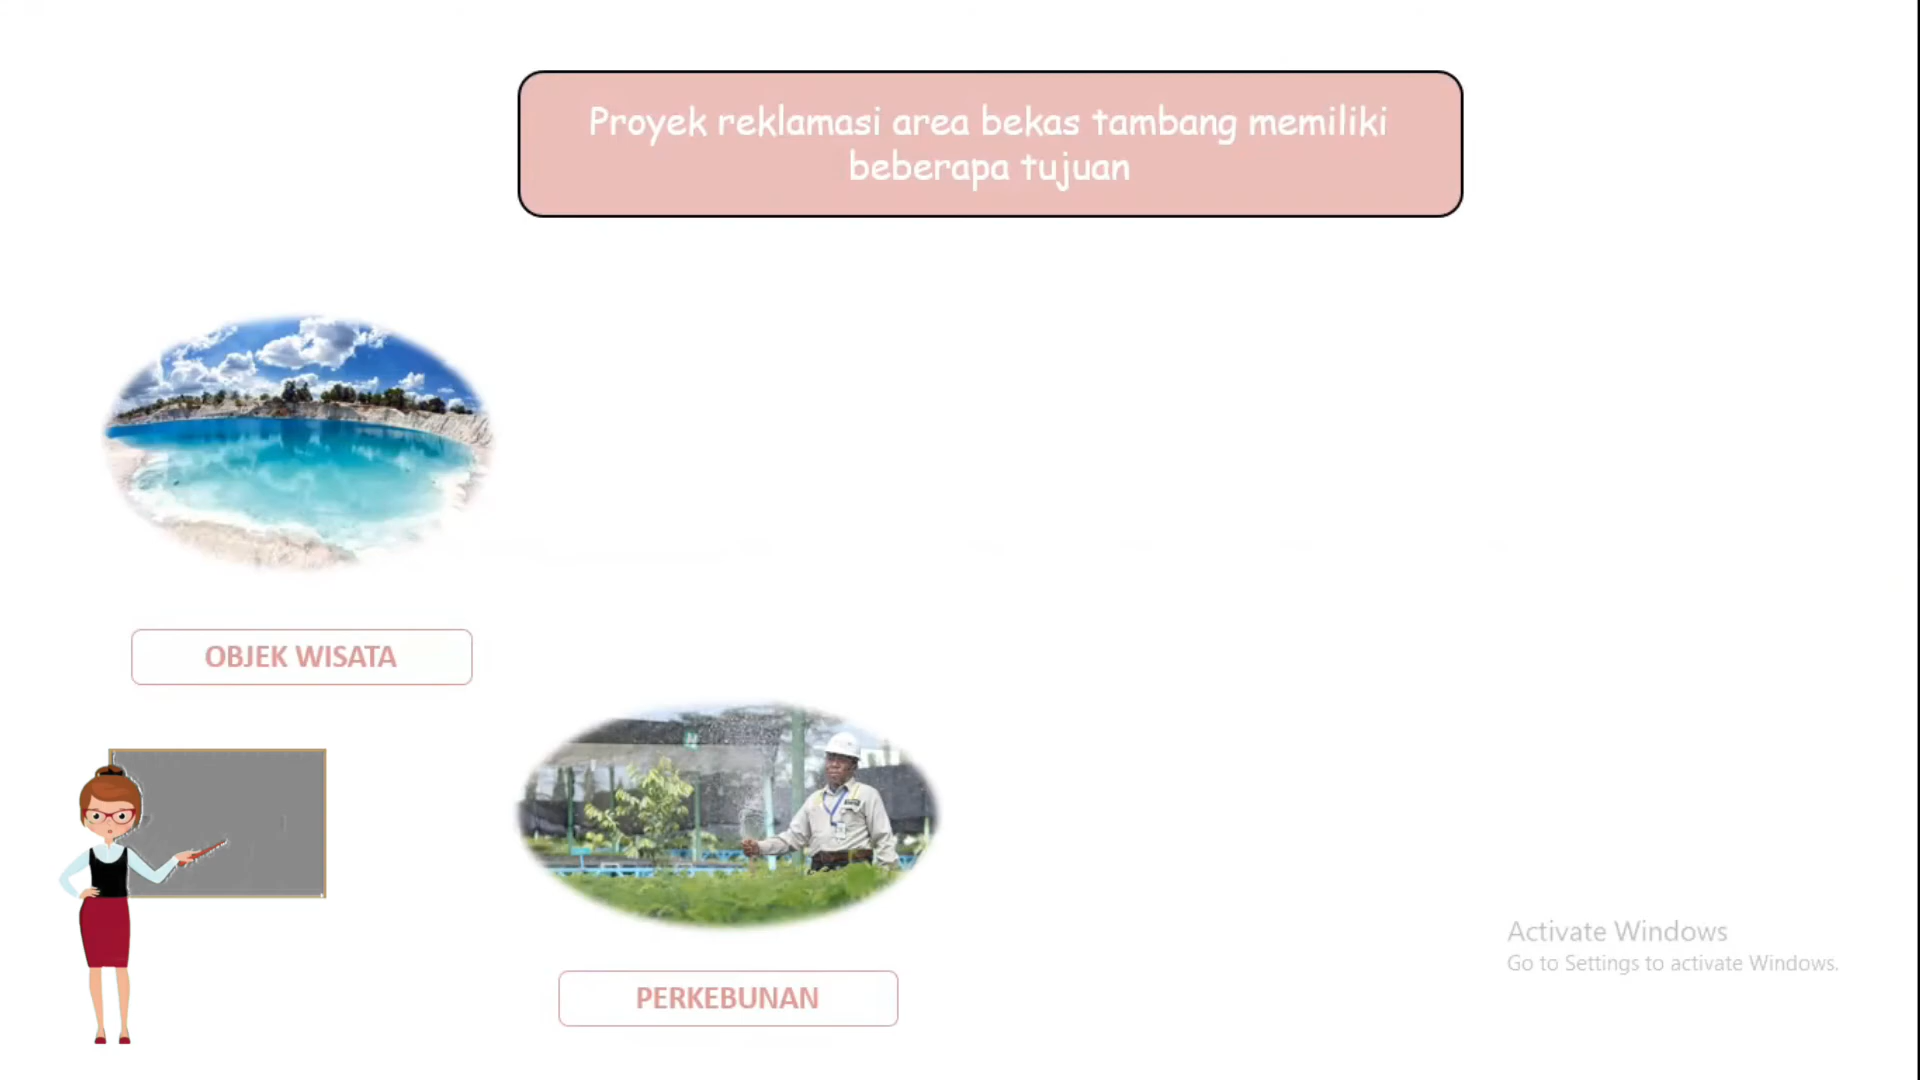 Proyek reklamasi area bekas tambang memiliki
beberapa tujuan
OBJEK WISATA
PERKEBUNAN
Activate Windows
Go to Settings to activate Windows.